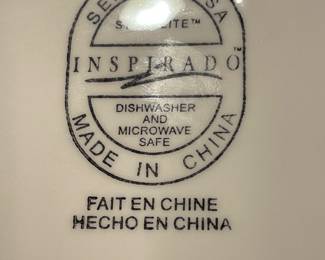 INSPIRADO™
DISHWASHER
AND
MICROWAVE
SAFE
MADE IN CHINA
FAIT EN CHINE
HECHO EN CHINA